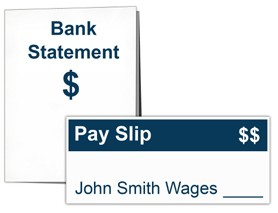 Bank
Statement
$
Pay Slip $$
John Smith Wages ____